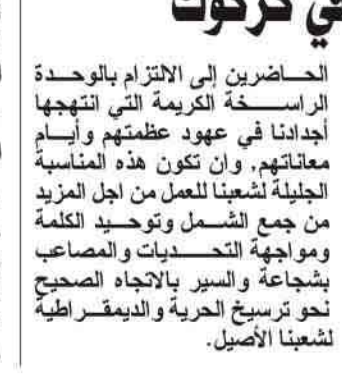 في كركوك
الحاضرين إلى الالتزام بالوحدة
الراسخة الكريمة التي انتهجها
أجدادنا في عهود عظمتهم وأيام
معاناتهم, وان تكون هذه المناسبة
الجليلة لشعبنا للعمل من اجل المزيد
من جمع الشمل وتوحيد الكلمة
ومواجهة التحديات والمصاعب
بشجاعة والسير بالاتجاه الصحيح
نحو ترسيخ الحرية والديمقراطية
لشعبنا الأصيل.